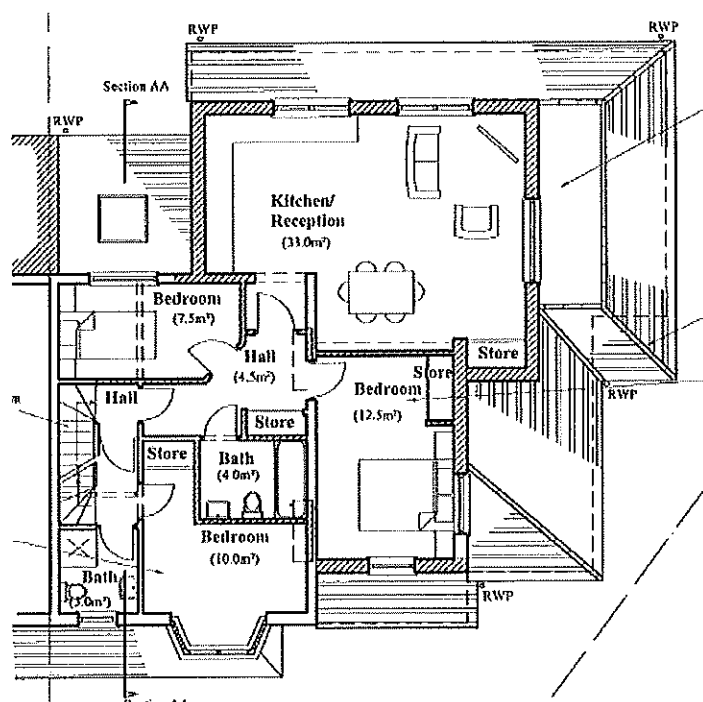 RWP
RWP
Section AA
RWP
Kitchen/
Reception
(33.0m²)
Bedroom
(7.5m²)
Hall
(4.5m²)
Store
Store
Bedroom
(12.5m²)
RWP
Hall
Store
Store
Bath
(4.0m²)
Bedroom
(10.0m²)
Bath
(3.0m²)
RWP